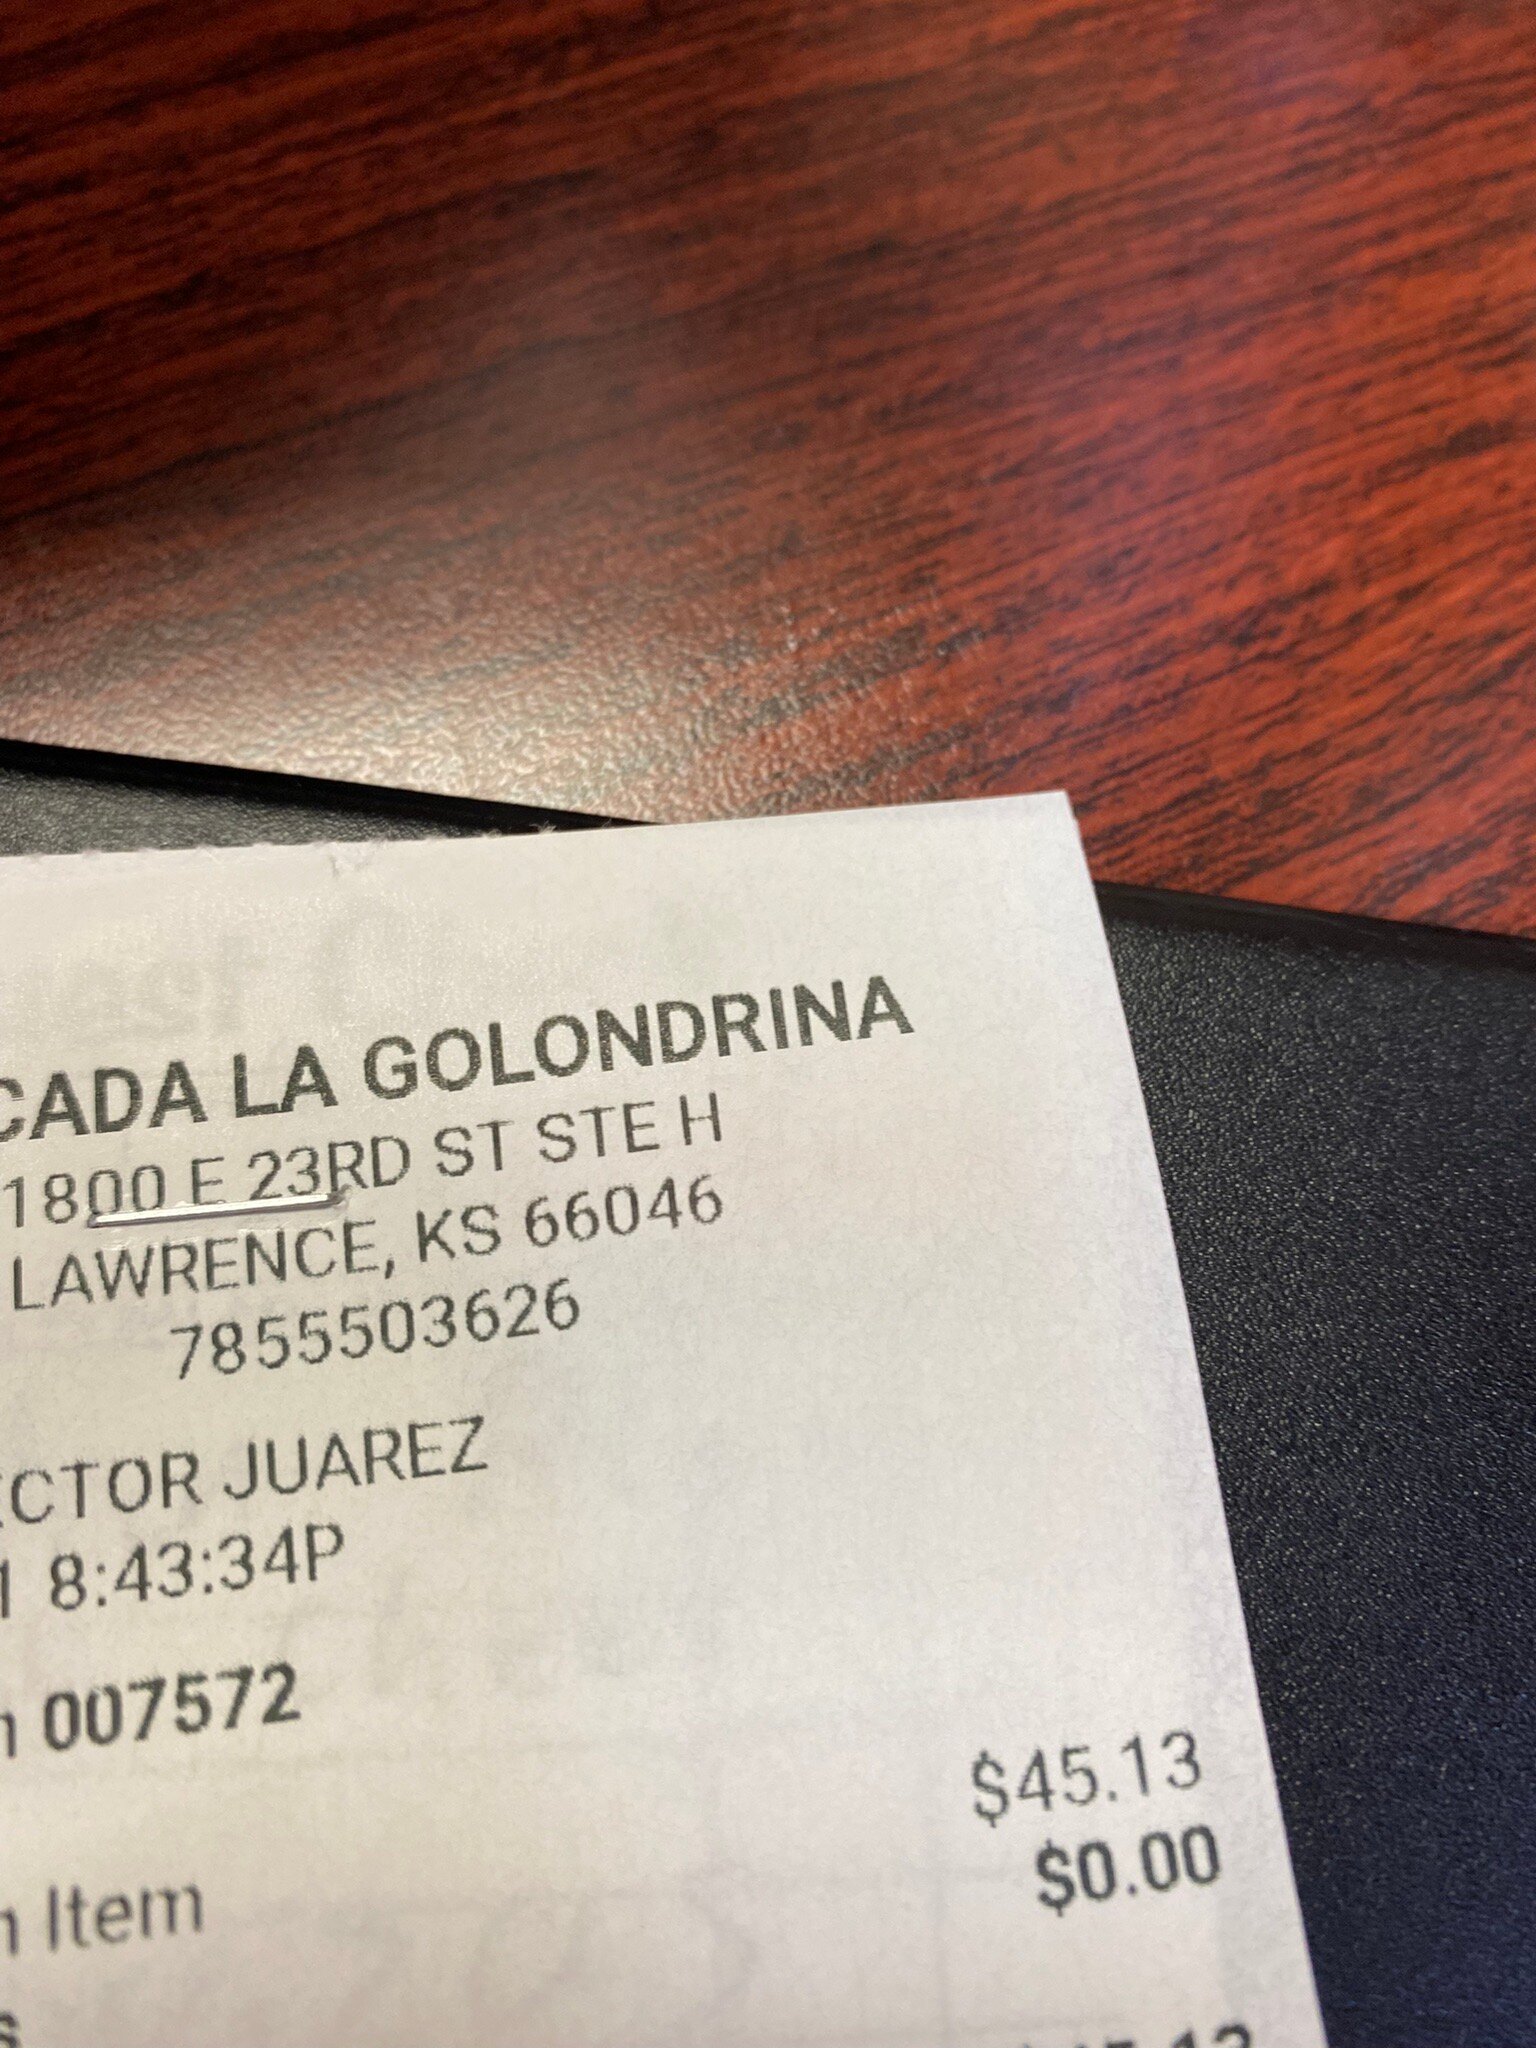 CADA LA GOLONDRINA
1800 E 23RD ST STE H
LAWRENCE, KS 66046
7855503626
ECTOR JUAREZ
1 8:43:34P
n 007572
$45.13
$0.00
n Item
s